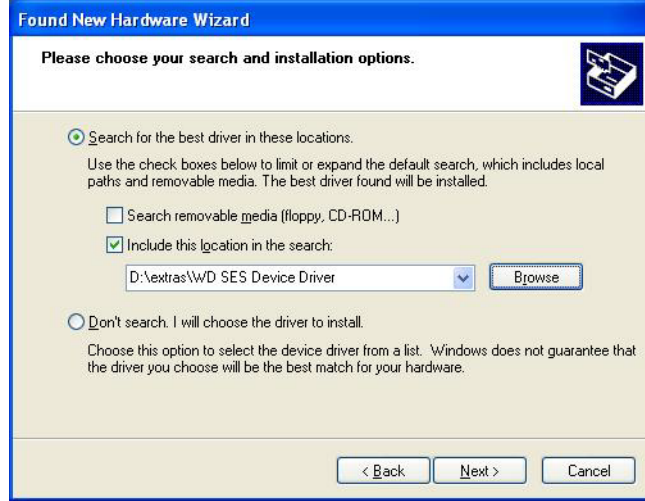 Found New Hardware Wizard
Please choose your search and installation options.
Search for the best driver in these locations.
Use the check boxes below to limit or expand the default search, which includes local
paths and removable media. The best driver found will be installed.
Search removable media (floppy, CD-ROM...)
Include this location in the search:
D:\extras\WD SES Device Driver
Browse
Don't search. I will choose the driver to install.
Choose this option to select the device driver from a list. Windows does not guarantee that
the driver you choose will be the best match for your hardware.
< Back
Next >
Cancel